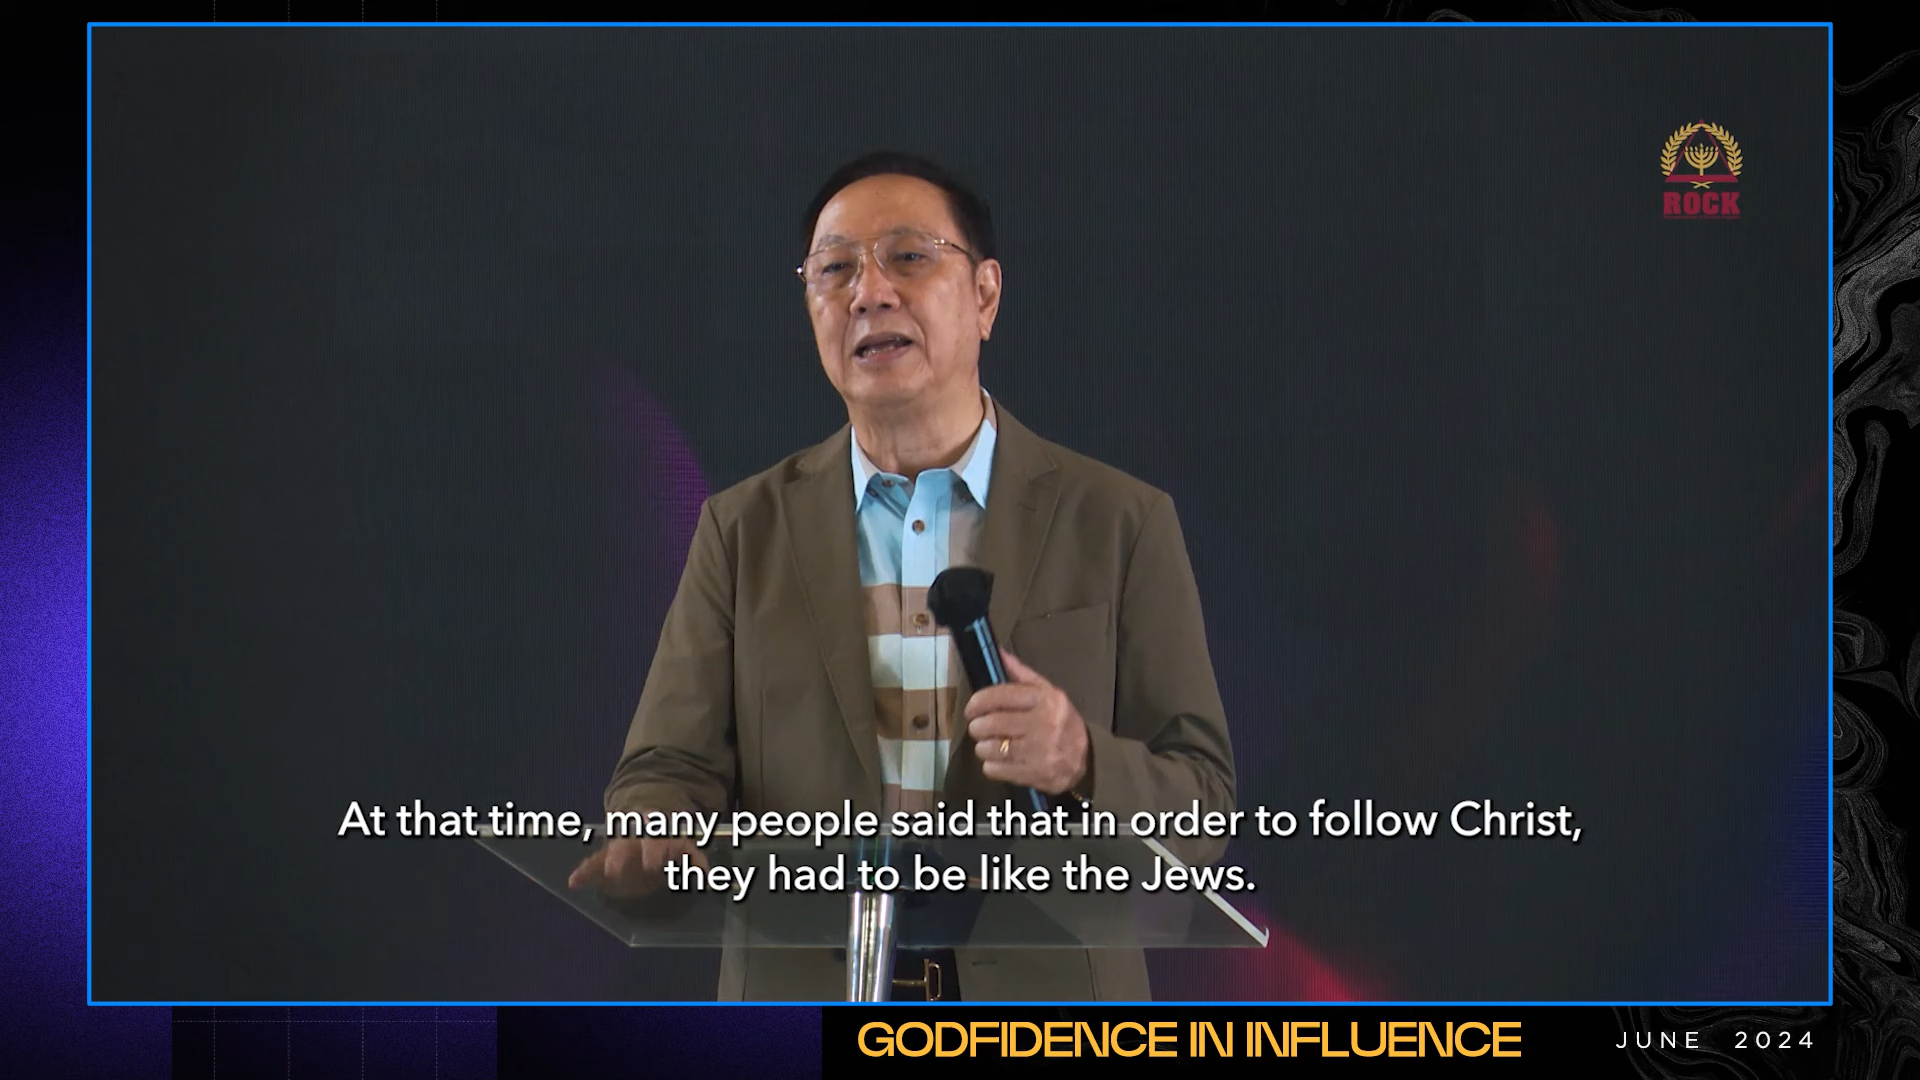 ROCK
At that time, many people said that in order to follow Christ,
they had to be like the Jews.
GODFIDENCE IN INFLUENCE
JUNE 2024